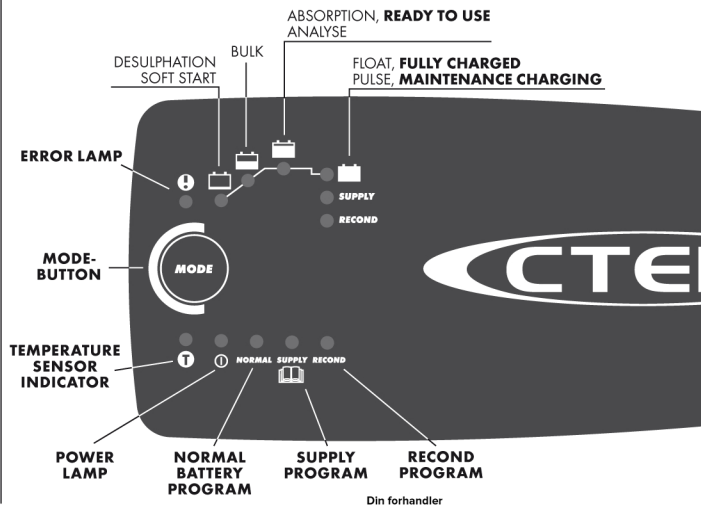 ABSORPTION, READY TO USE
ANALYSE
BULK
DESULPHATION
SOFT START
FLOAT, FULLY CHARGED
PULSE, MAINTENANCE CHARGING
ERROR LAMP
SUPPLY
RECOND
MODE-
BUTTON
MODE
CTE
TEMPERATURE
SENSOR
INDICATOR
T
NORMAL SUPPLY RECOND
POWER
LAMP
NORMAL
BATTERY
PROGRAM
SUPPLY
PROGRAM
RECOND
PROGRAM
Din forhandler